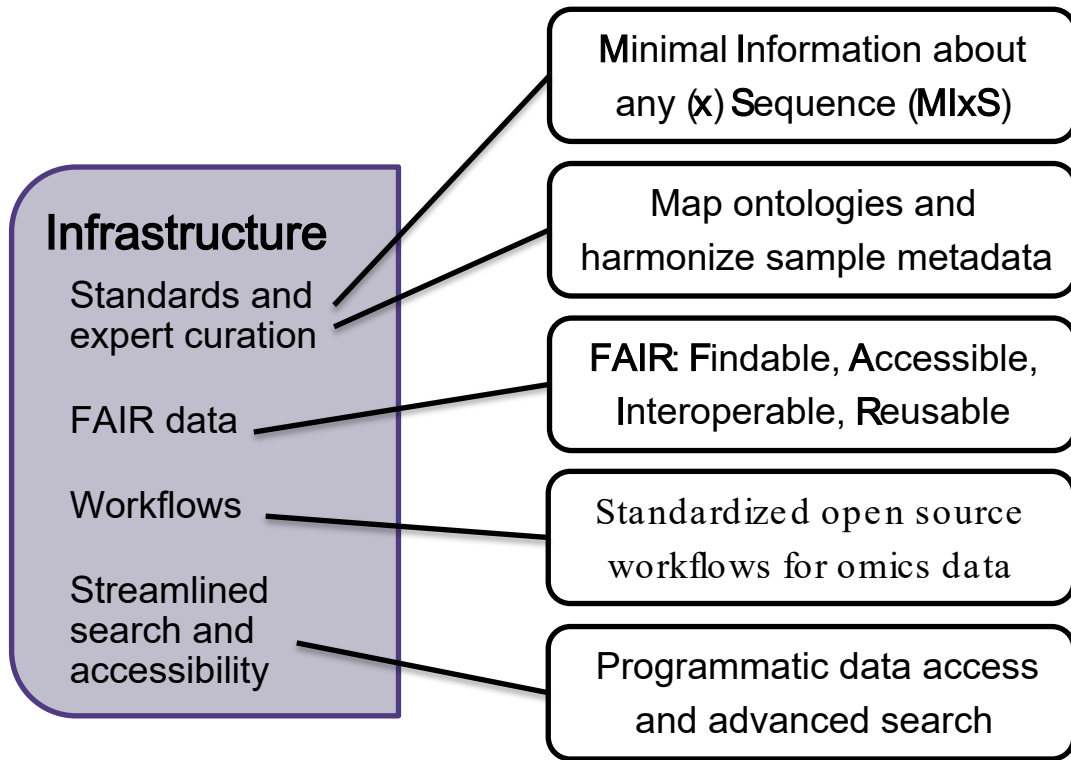 Infrastructure
Standards and
expert curation
FAIR data
Workflows
Streamlined
search and
accessibility
Minimal Information about
any (x) Sequence (MIxS)
Map ontologies and
harmonize sample metadata
FAIR: Findable, Accessible,
Interoperable, Reusable
Standardized open source
workflows for omics data
Programmatic data access
and advanced search